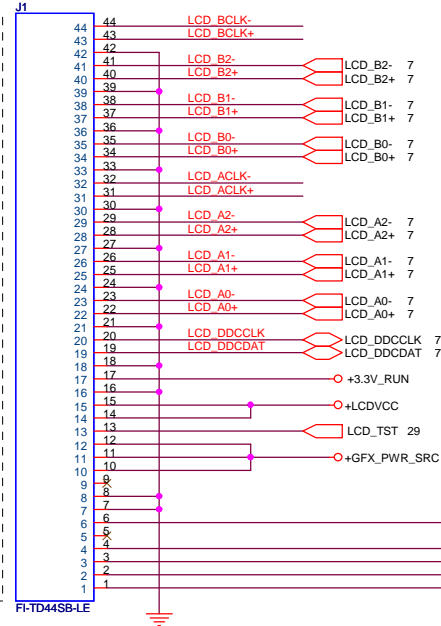 J1
44 44 LCD_BCLK-
43 43 LCD_BCLK+
42 42
41 41 LCD_B2- LCD_B2- 7
40 40 LCD_B2+ LCD_B2+ 7
39 39
38 38 LCD_B1- LCD_B1- 7
37 37 LCD_B1+ LCD_B1+ 7
36 36
35 35 LCD_B0- LCD_B0- 7
34 34 LCD_B0+ LCD_B0+ 7
33 33
32 32 LCD_ACLK-
31 31 LCD_ACLK+
30 30
29 29 LCD_A2- LCD_A2- 7
28 28 LCD_A2+ LCD_A2+ 7
27 27
26 26 LCD_A1- LCD_A1- 7
25 25 LCD_A1+ LCD_A1+ 7
24 24
23 23 LCD_A0- LCD_A0- 7
22 22 LCD_A0+ LCD_A0+ 7
21 21
20 20 LCD_DDCCLK LCD_DDCCLK 7
19 19 LCD_DDCDAT LCD_DDCDAT 7
18 18
17 17 +3.3V_RUN
16 16
15 15 +LCDVCC
14 14
13 13 LCD_TST 29
12 12
11 11 +GFX_PWR_SRC
10 10
9 9
8 8
7 7
6 6
5 5
4 4
3 3
2 2
1 1
FI-TD44SB-LE